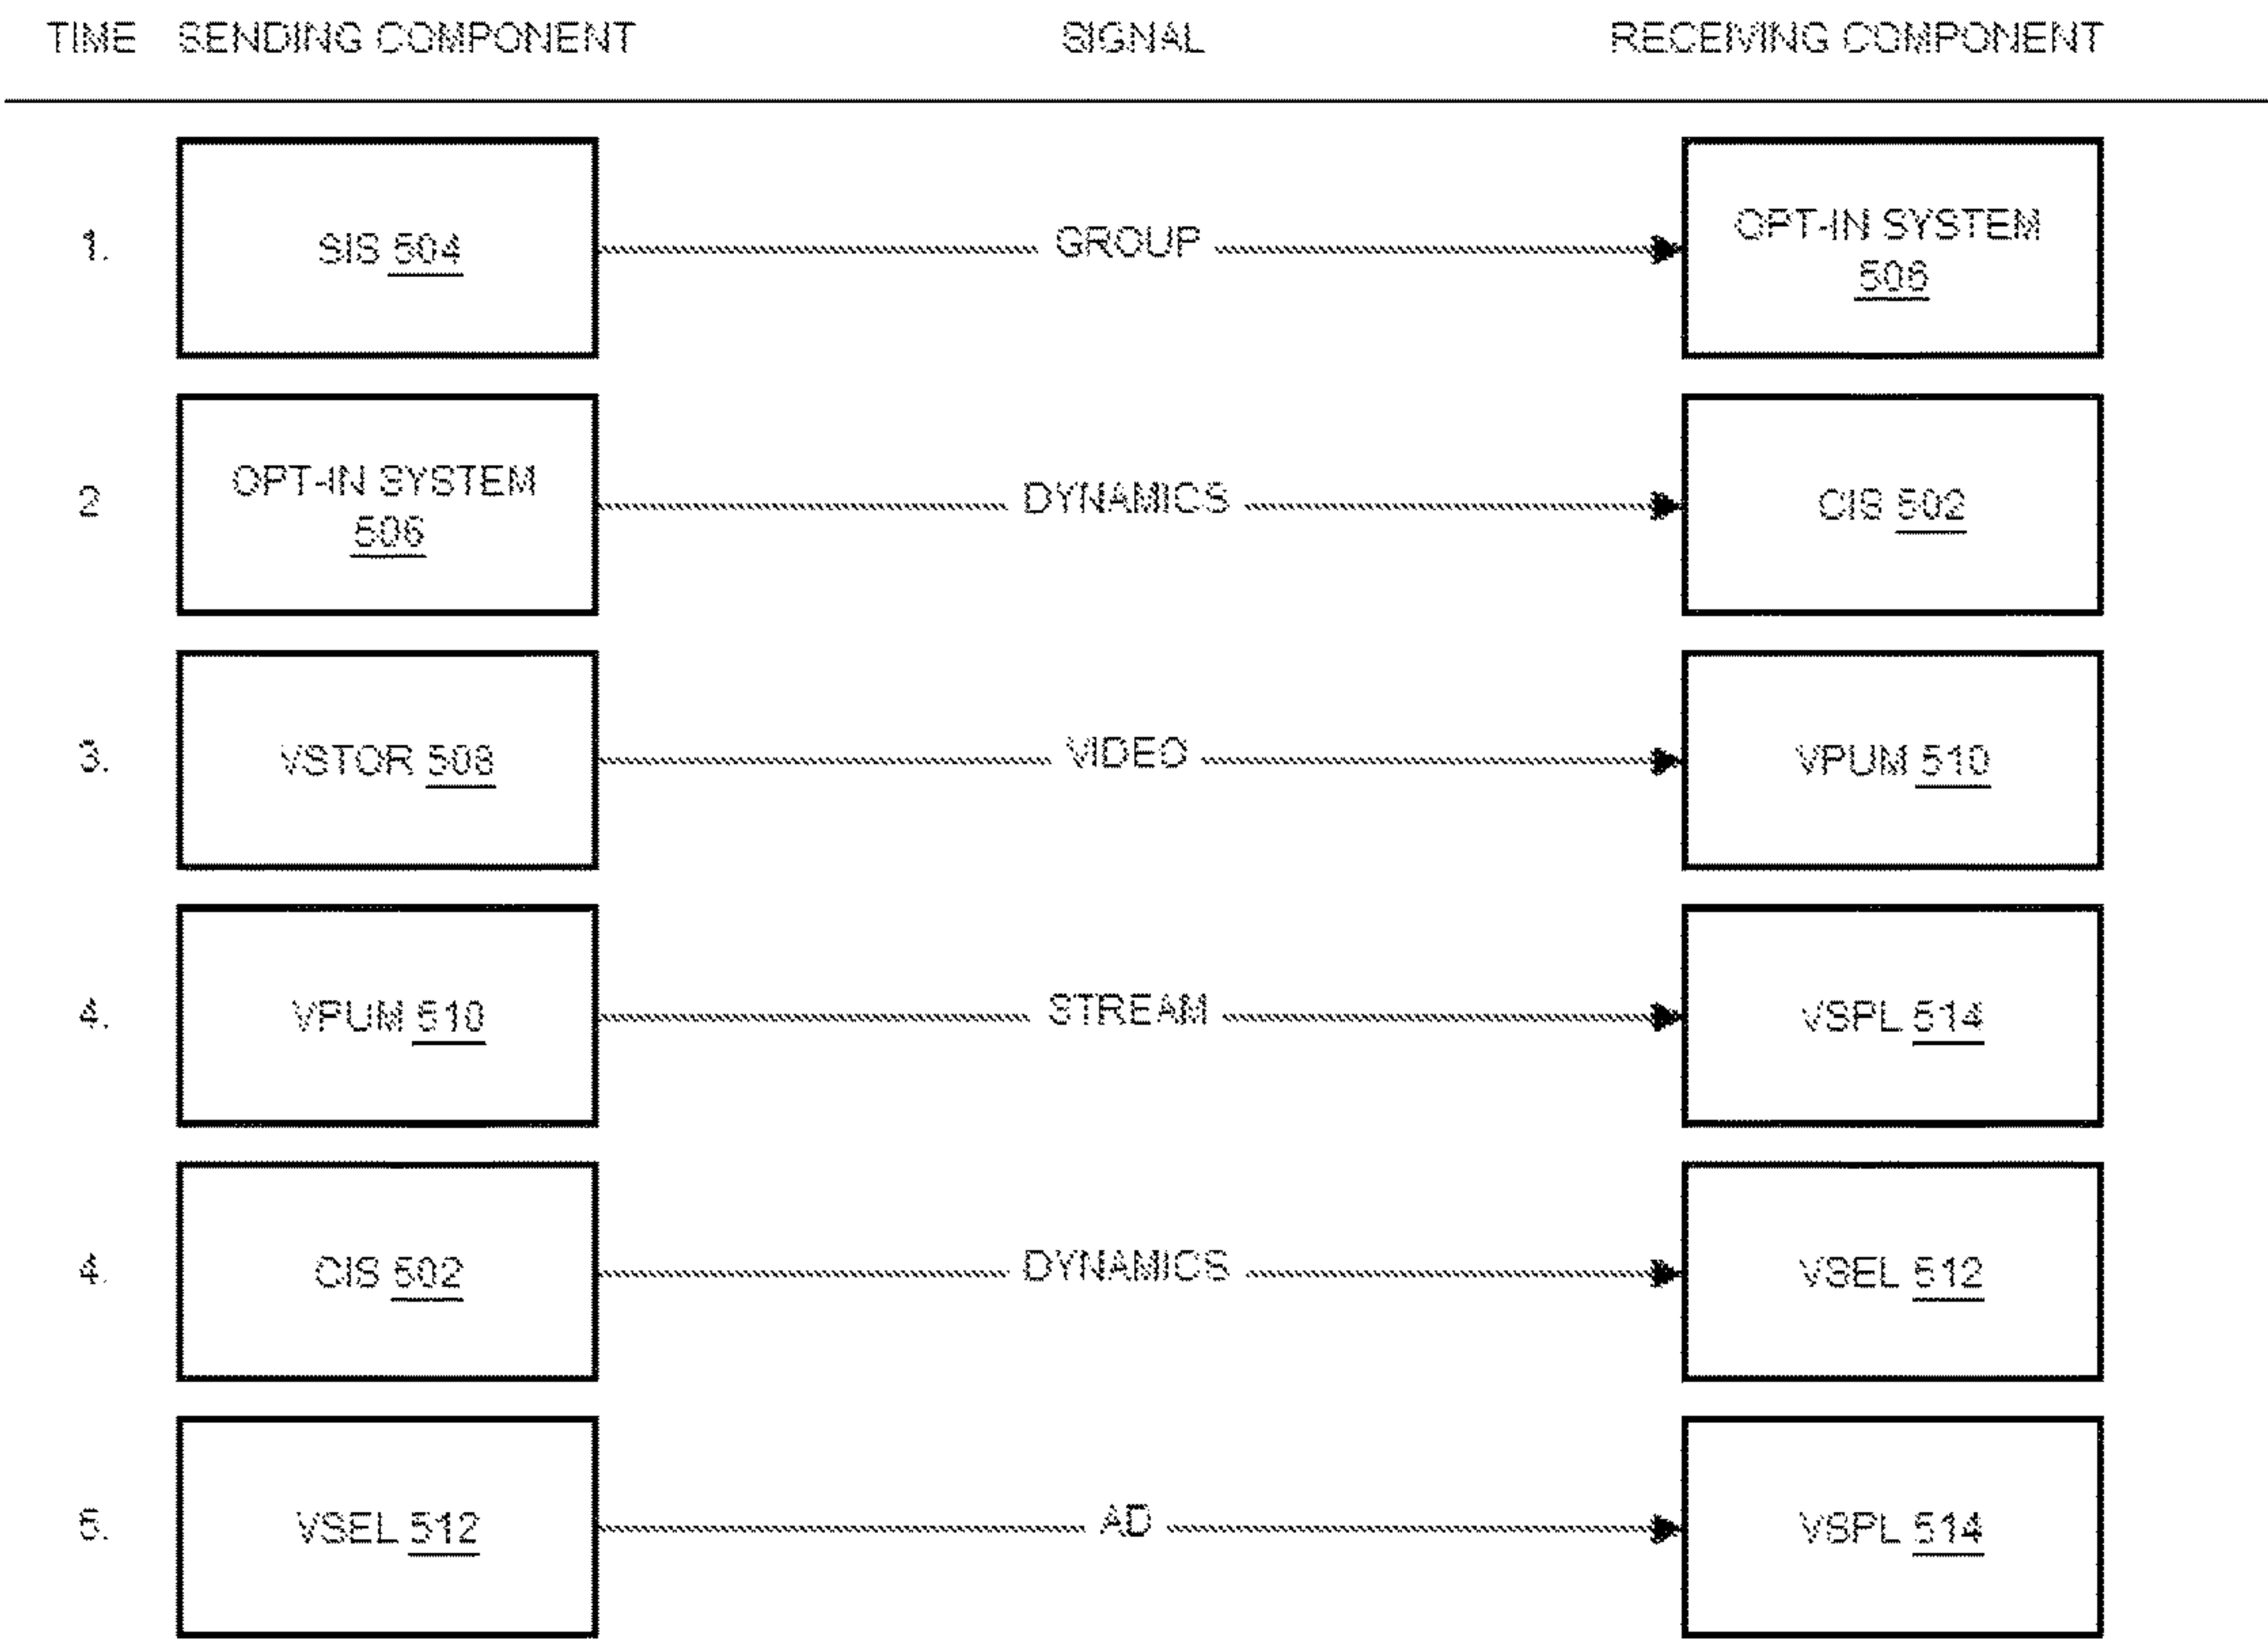 TIME SENDING COMPONENT SIGNAL RECEIVING COMPONENT
1. SIS 504 GROUP OPT-IN SYSTEM
506
2 OPT-IN SYSTEM
506 DYNAMICS CIS 502
3. VSTOR 508 VIDEO VPUM 510
4. VPUM 510 STREAM VSPL 514
4. CIS 502 DYNAMICS VSEL 512
5. VSEL 512 AD VSPL 514